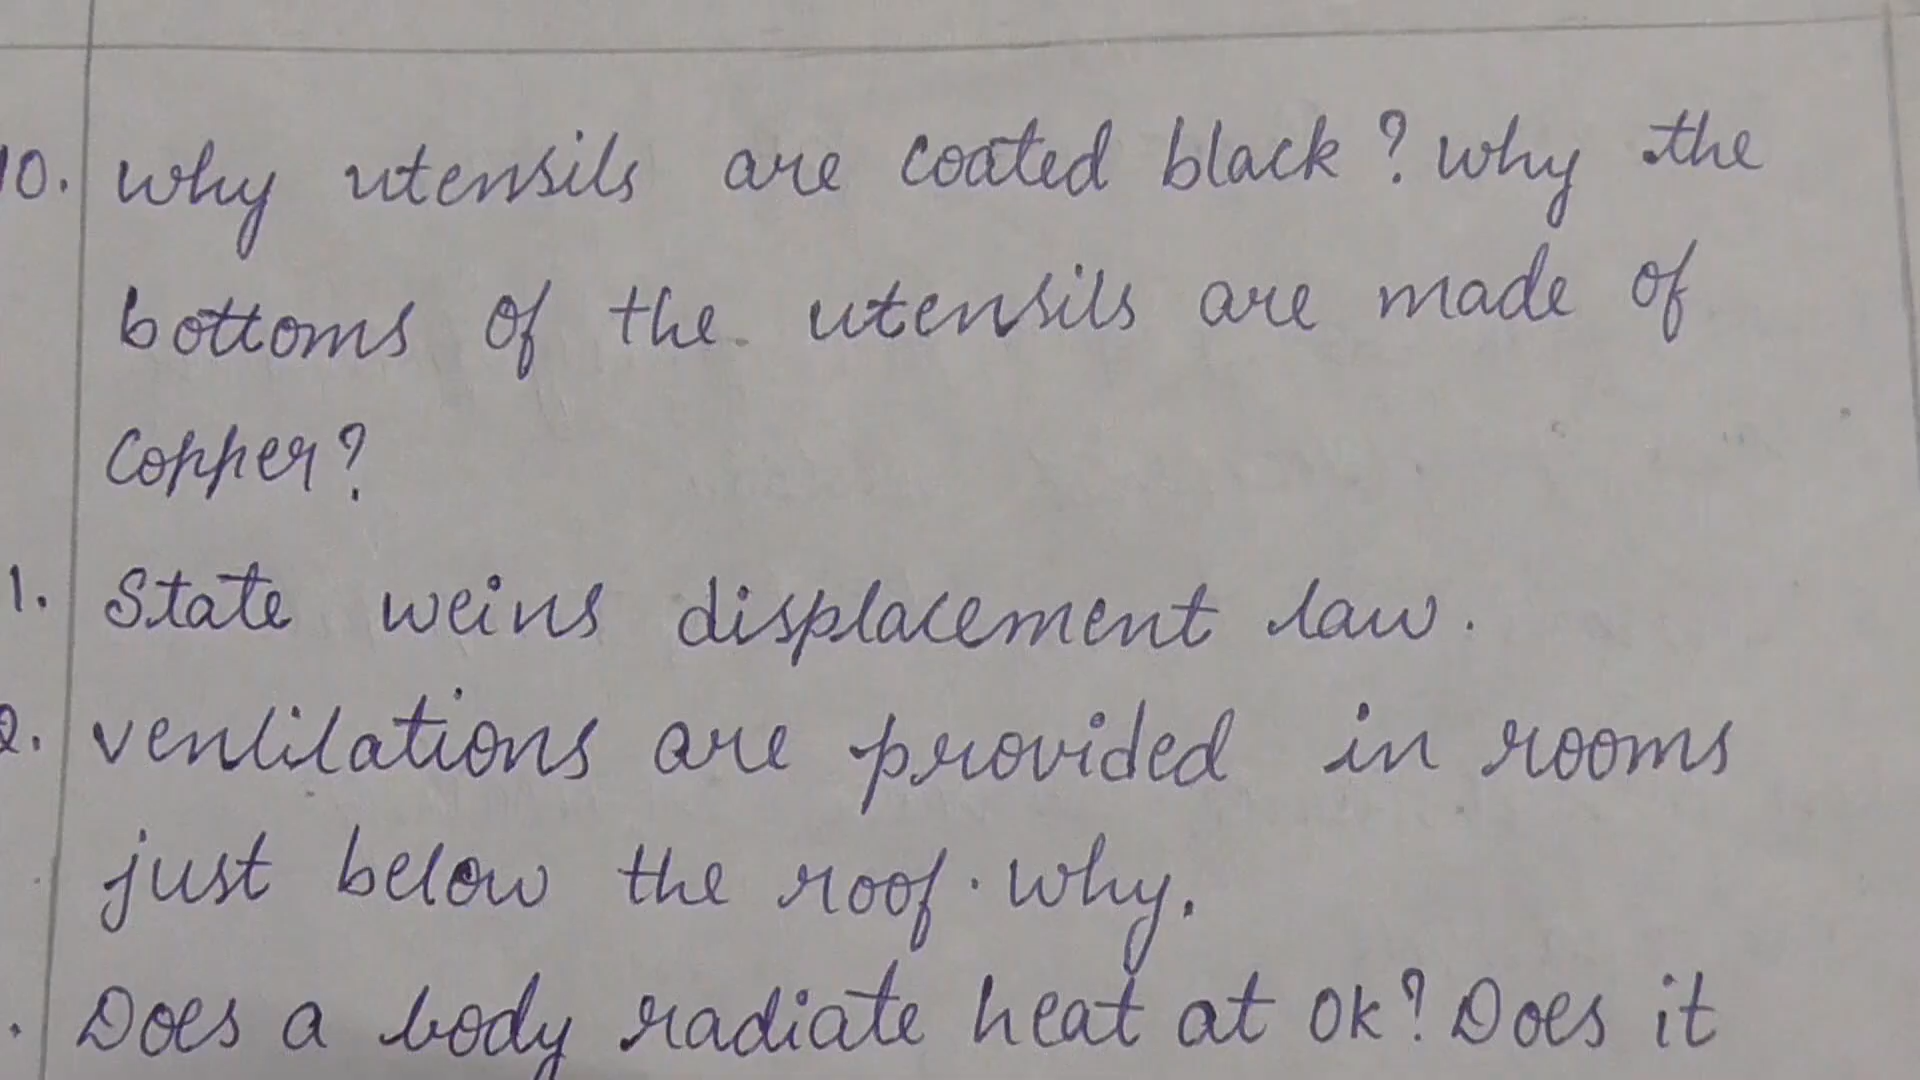 10. why utensils are coated black? why the
bottoms of the utensils are made of
copper?
1. State weins displacement law.
2. ventilations are provided in rooms
just below the roof. why.
. Does a body radiate heat at 0k? Does it